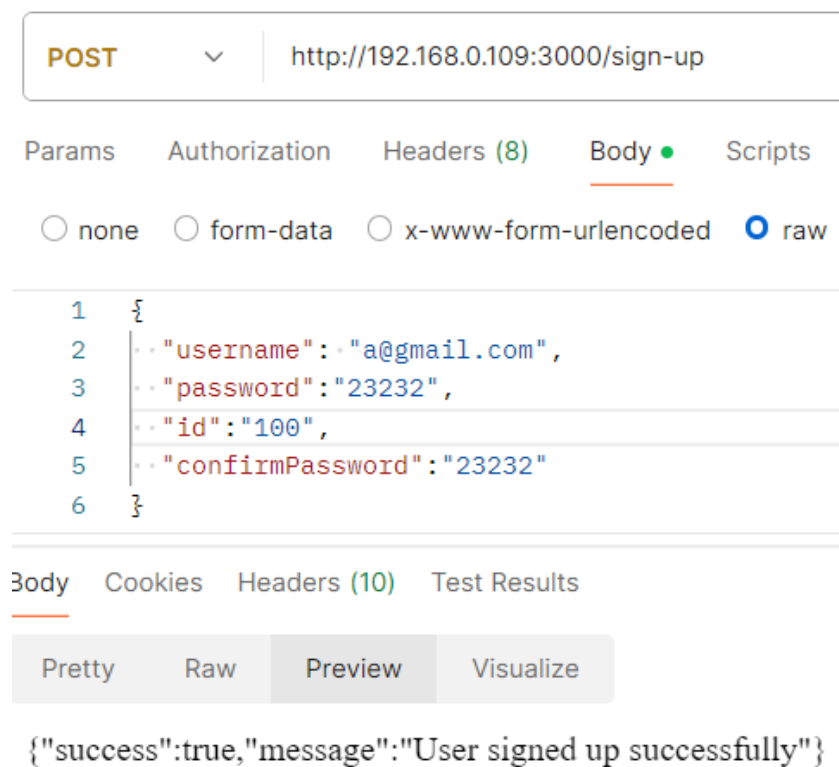 POST http://192.168.0.109:3000/sign-up
Params Authorization Headers (8) Body Scripts
none form-data x-www-form-urlencoded raw
1 {
2 "username": "a@gmail.com",
3 "password":"23232",
4 "id":"100",
5 "confirmPassword":"23232"
6 }
Body Cookies Headers (10) Test Results
Pretty Raw Preview Visualize
{"success":true,"message":"User signed up successfully"}